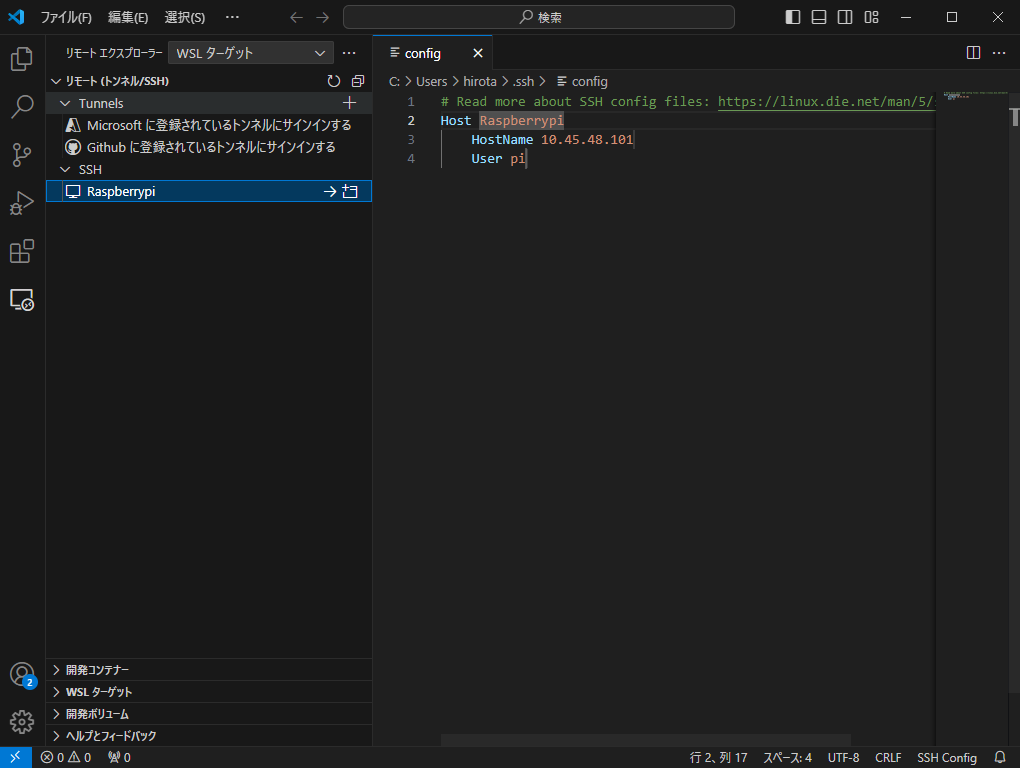 ファイル(F) 編集(E) 選択(S) ··· 検索
リモート エクスプローラー WSL ターゲット ···
リモート (トンネル/SSH)
Tunnels
Microsoft に登録されているトンネルにサインインする
Github に登録されているトンネルにサインインする
SSH
Raspberrypi
開発コンテナー
WSL ターゲット
開発ボリューム
ヘルプとフィードバック
config
C: > Users > hirota > .ssh > config
1 # Read more about SSH config files: https://linux.die.net/man/5/
2 Host Raspberrypi
3 HostName 10.45.48.101
4 User pi
2
0 0 0 行 2、列 17 スペース: 4 UTF-8 CRLF SSH Config